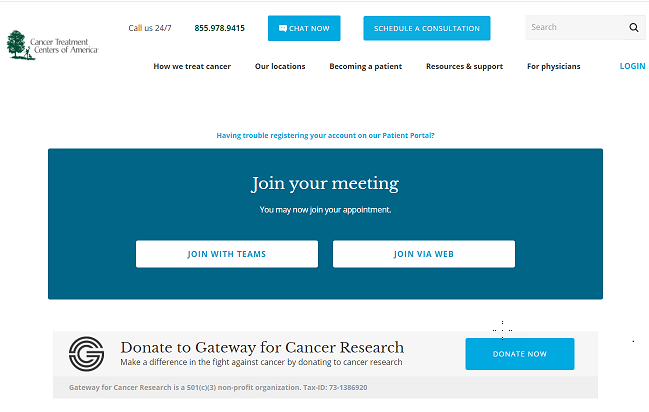 Call us 24/7 855.978.9415 CHAT NOW SCHEDULE A CONSULTATION Search
Cancer Treatment
Centers of America
How we treat cancer Our locations Becoming a patient Resources & support For physicians LOGIN
Having trouble registering your account on our Patient Portal?
Join your meeting
You may now join your appointment.
JOIN WITH TEAMS JOIN VIA WEB
Donate to Gateway for Cancer Research
Make a difference in the fight against cancer by donating to cancer research
DONATE NOW
Gateway for Cancer Research is a 501(c)(3) non-profit organization. Tax-ID: 73-1386920